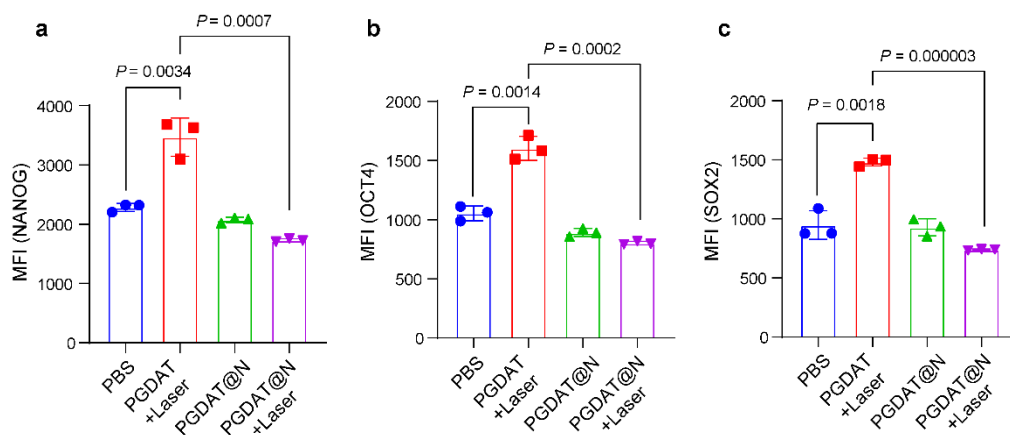 a
P = 0.0007
P = 0.0034
MFI (NANOG)
4000
3000
2000
1000
0
PBS
PGDAT
+Laser
PGDAT@N
PGDAT@N
+Laser
b
P = 0.0002
P = 0.0014
MFI (OCT4)
2000
1500
1000
500
0
PBS
PGDAT
+Laser
PGDAT@N
PGDAT@N
+Laser
c
P = 0.000003
P = 0.0018
MFI (SOX2)
2000
1500
1000
500
0
PBS
PGDAT
+Laser
PGDAT@N
PGDAT@N
+Laser